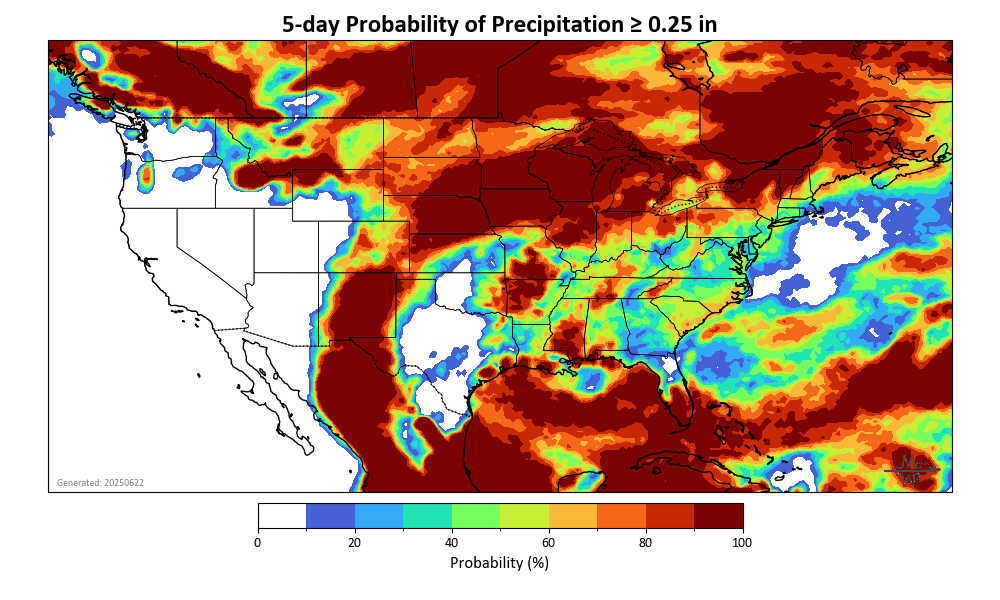 5-day Probability of Precipitation ≥ 0.25 in
Generated: 20250622
0 20 40 60 80 100
Probability (%)